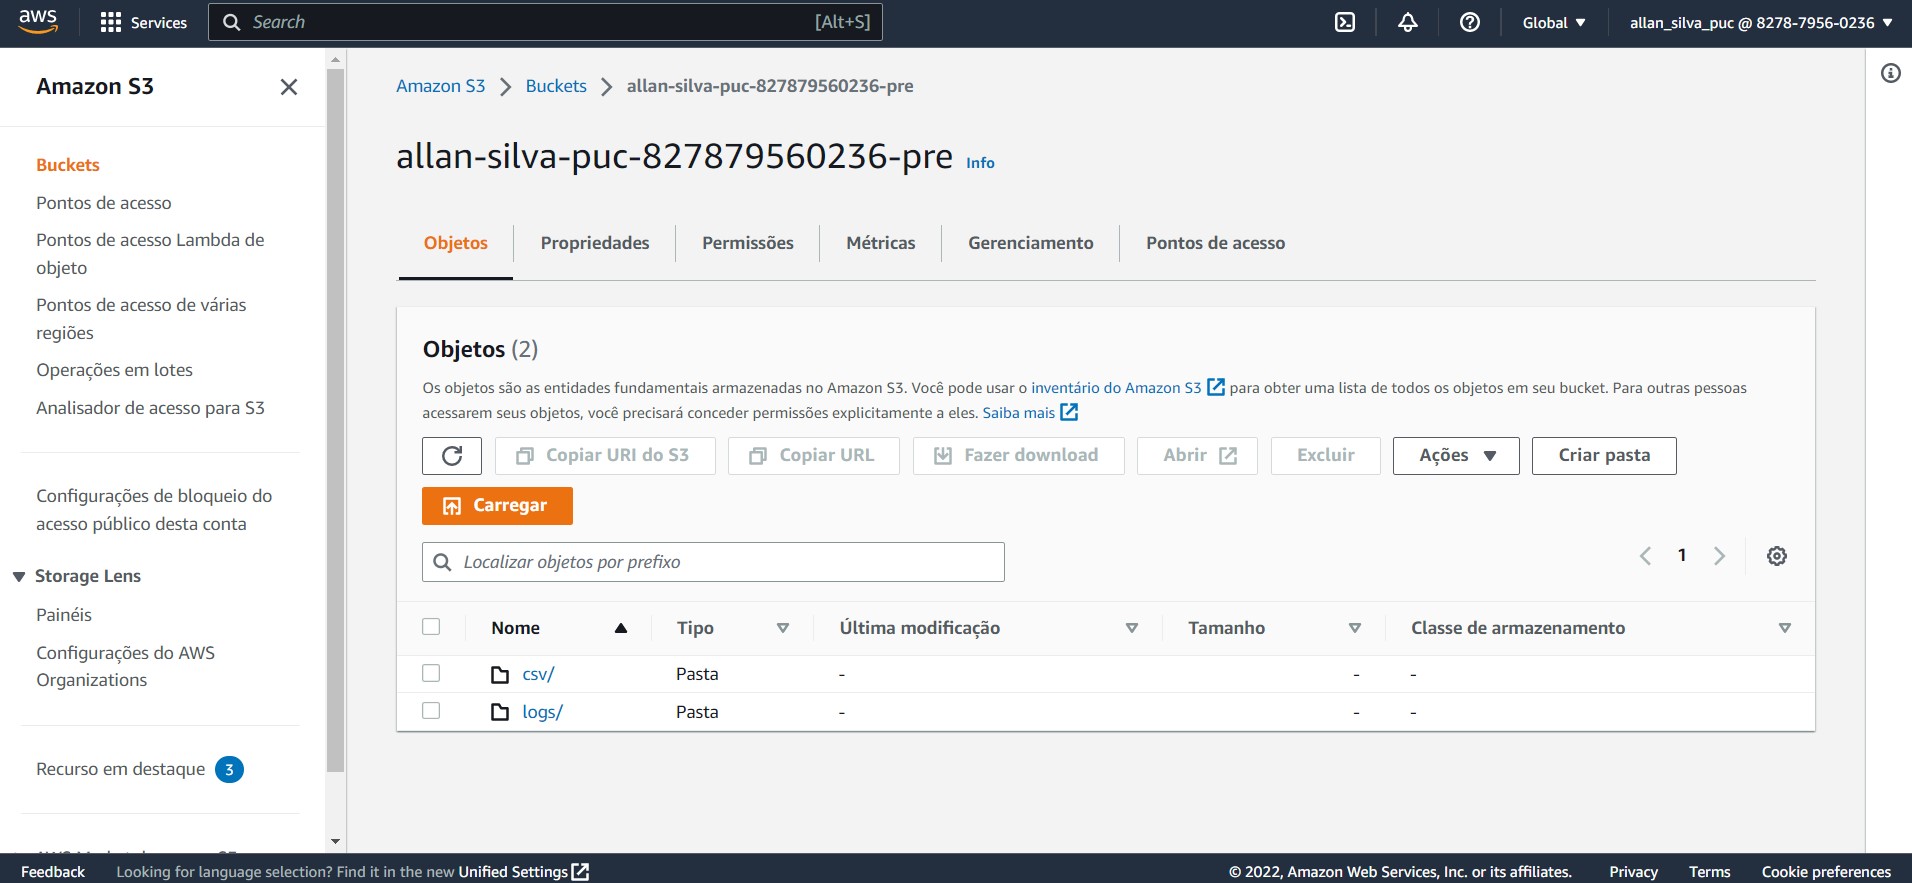 aws
Services
Search
[Alt+S]
Global
allan_silva_puc @ 8278-7956-0236
Amazon S3
Buckets
Pontos de acesso
Pontos de acesso Lambda de
objeto
Pontos de acesso de várias
regiões
Operações em lotes
Analisador de acesso para S3
Configurações de bloqueio do
acesso público desta conta
Storage Lens
Painéis
Configurações do AWS
Organizations
Recurso em destaque 3
Amazon S3
Buckets
allan-silva-puc-827879560236-pre
allan-silva-puc-827879560236-pre Info
Objetos
Propriedades
Permissões
Métricas
Gerenciamento
Pontos de acesso
Objetos (2)
Os objetos são as entidades fundamentais armazenadas no Amazon S3. Você pode usar o inventário do Amazon S3 para obter uma lista de todos os objetos em seu bucket. Para outras pessoas
acessarem seus objetos, você precisará conceder permissões explicitamente a eles. Saiba mais
Copiar URI do S3
Copiar URL
Fazer download
Abrir
Excluir
Ações
Criar pasta
Carregar
Localizar objetos por prefixo
1
Nome Tipo Última modificação Tamanho Classe de armazenamento
csv/ Pasta - - -
logs/ Pasta - - -
Feedback
Looking for language selection? Find it in the new Unified Settings
© 2022, Amazon Web Services, Inc. or its affiliates.
Privacy
Terms
Cookie preferences